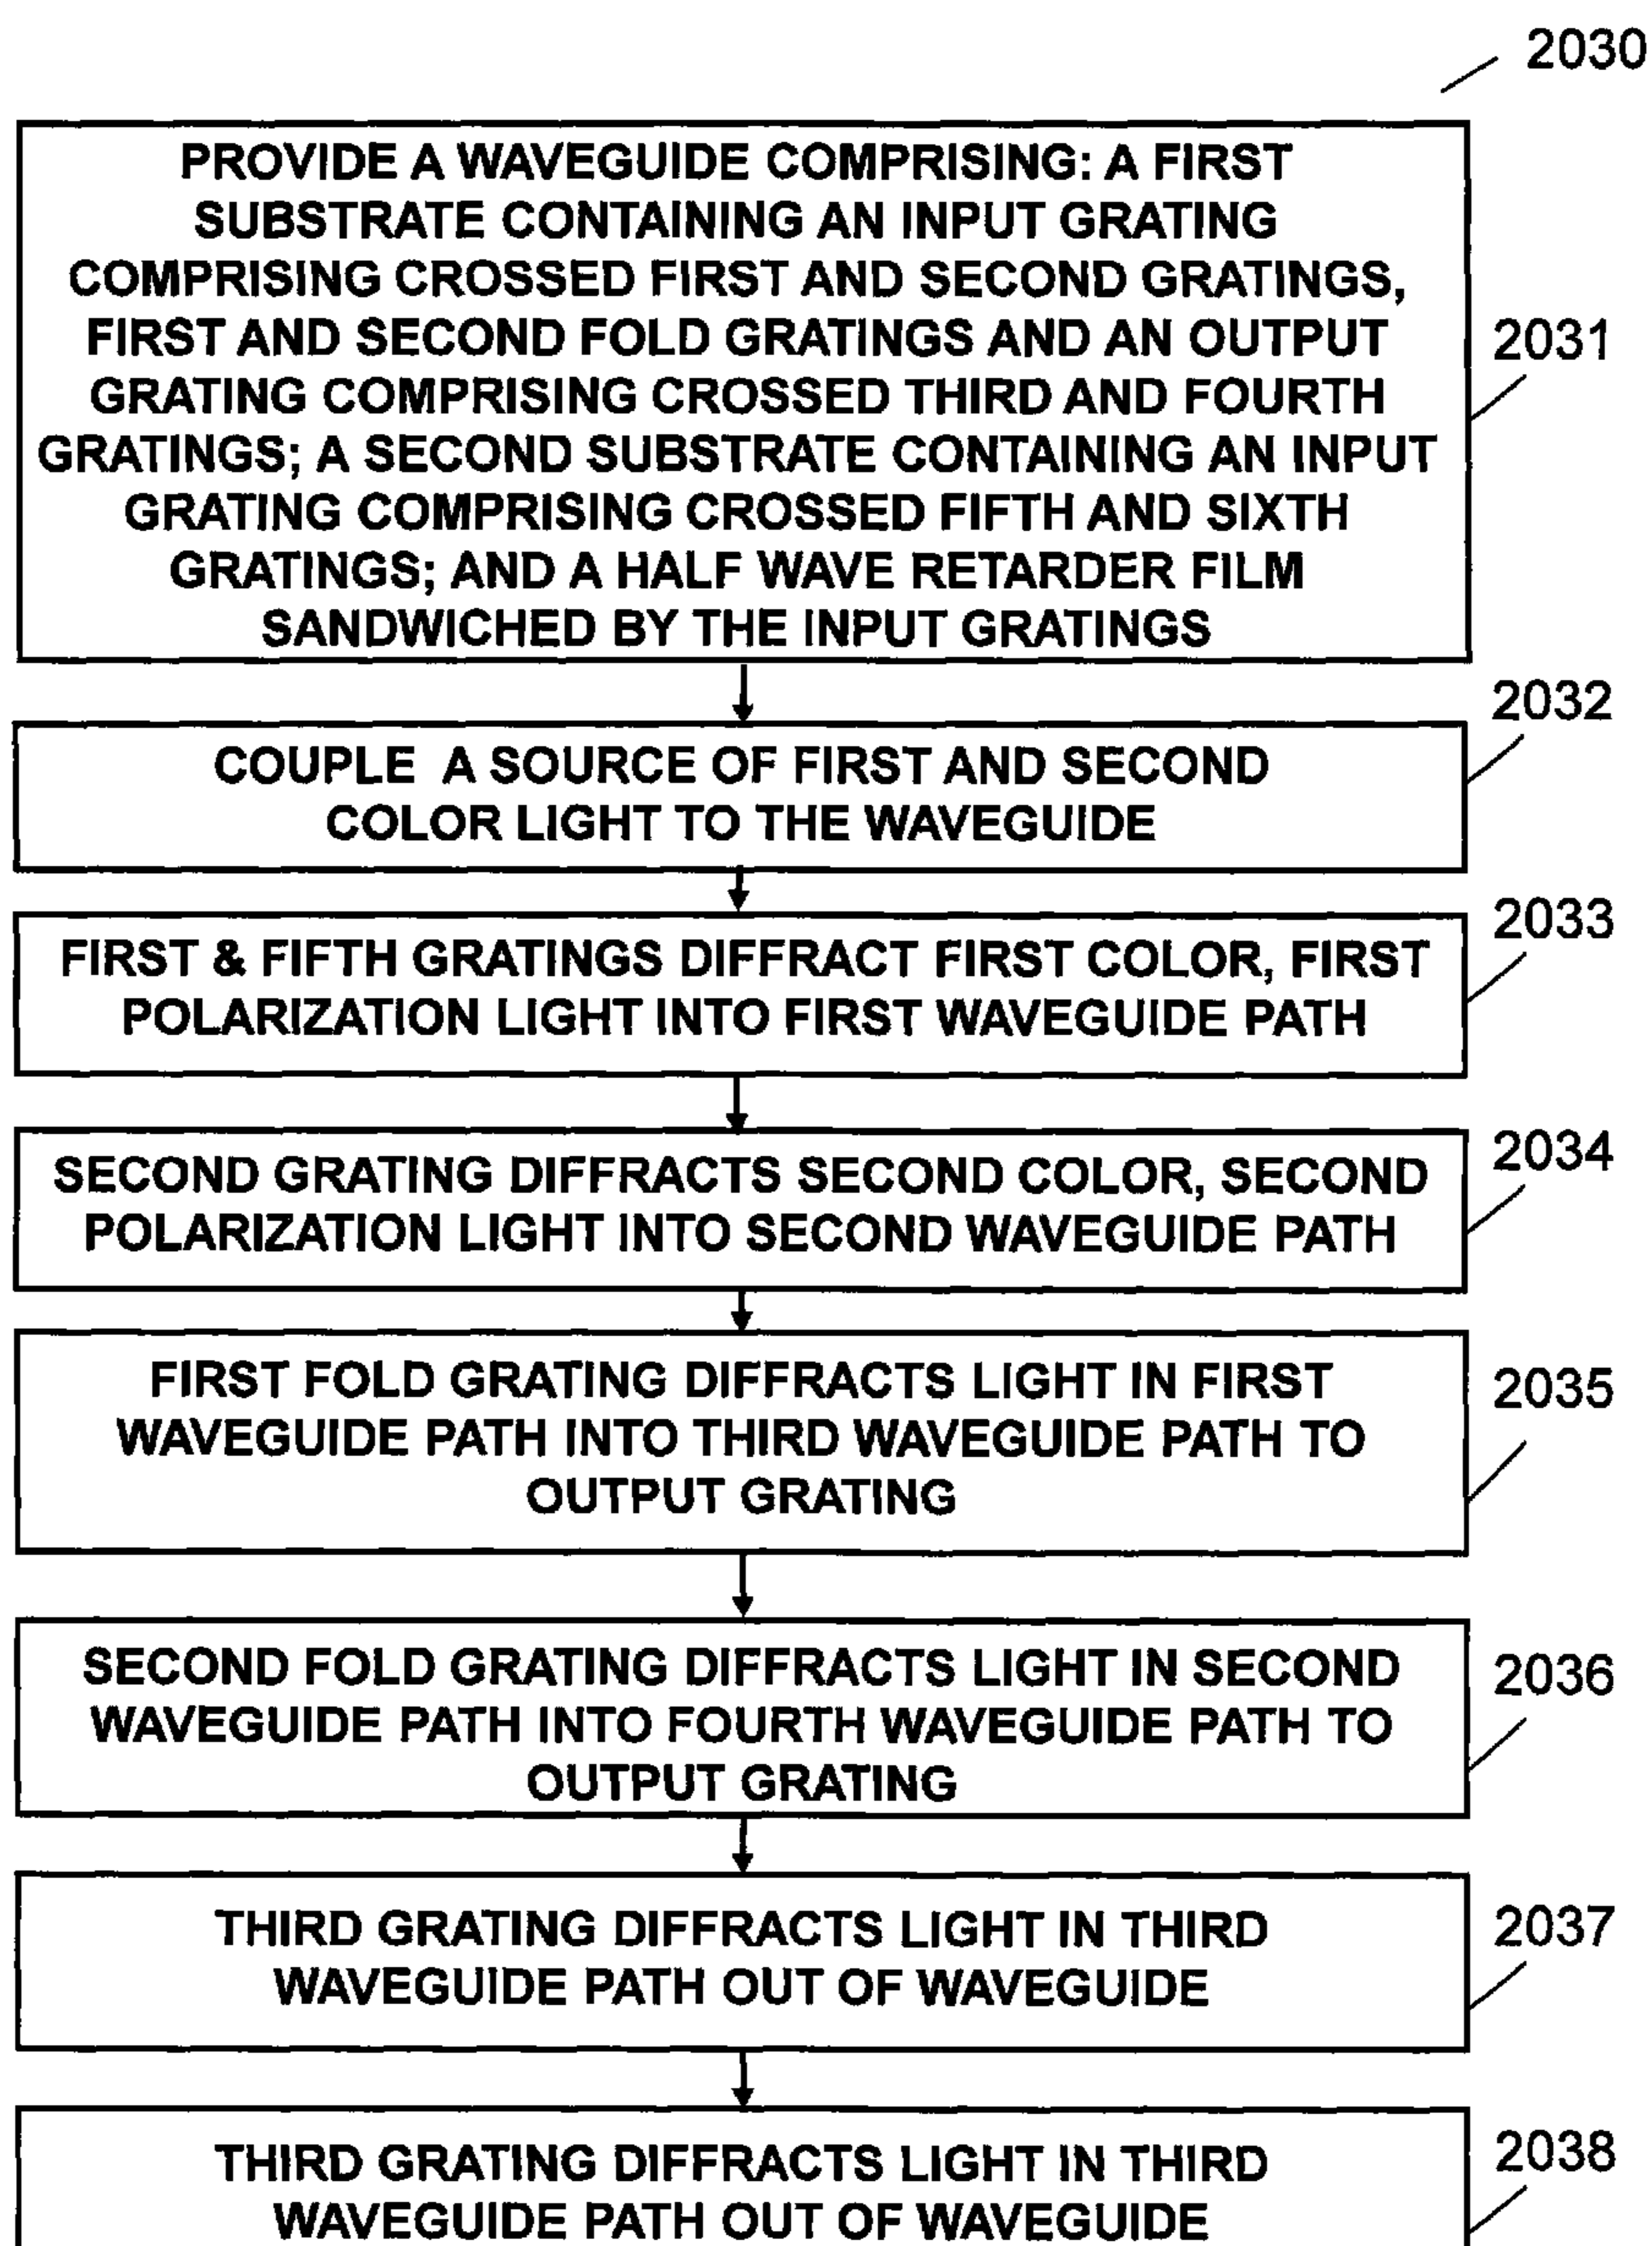 2030
PROVIDE A WAVEGUIDE COMPRISING: A FIRST
SUBSTRATE CONTAINING AN INPUT GRATING
COMPRISING CROSSED FIRST AND SECOND GRATINGS,
FIRST AND SECOND FOLD GRATINGS AND AN OUTPUT
GRATING COMPRISING CROSSED THIRD AND FOURTH
GRATINGS; A SECOND SUBSTRATE CONTAINING AN INPUT
GRATING COMPRISING CROSSED FIFTH AND SIXTH
GRATINGS; AND A HALF WAVE RETARDER FILM
SANDWICHED BY THE INPUT GRATINGS
2031
COUPLE A SOURCE OF FIRST AND SECOND
COLOR LIGHT TO THE WAVEGUIDE
2032
FIRST & FIFTH GRATINGS DIFFRACT FIRST COLOR, FIRST
POLARIZATION LIGHT INTO FIRST WAVEGUIDE PATH
2033
SECOND GRATING DIFFRACTS SECOND COLOR, SECOND
POLARIZATION LIGHT INTO SECOND WAVEGUIDE PATH
2034
FIRST FOLD GRATING DIFFRACTS LIGHT IN FIRST
WAVEGUIDE PATH INTO THIRD WAVEGUIDE PATH TO
OUTPUT GRATING
2035
SECOND FOLD GRATING DIFFRACTS LIGHT IN SECOND
WAVEGUIDE PATH INTO FOURTH WAVEGUIDE PATH TO
OUTPUT GRATING
2036
THIRD GRATING DIFFRACTS LIGHT IN THIRD
WAVEGUIDE PATH OUT OF WAVEGUIDE
2037
THIRD GRATING DIFFRACTS LIGHT IN THIRD
WAVEGUIDE PATH OUT OF WAVEGUIDE
2038